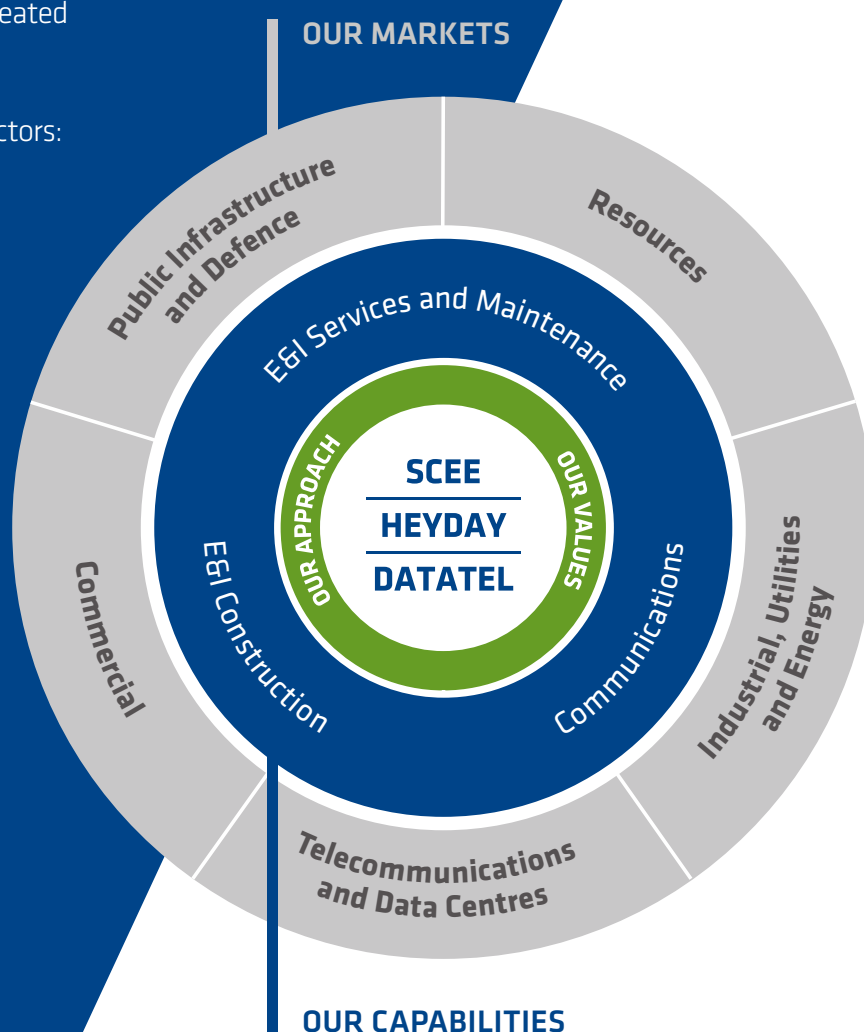 eated
OUR MARKETS
ctors:
Public Infrastructure
and Defence
Resources
E&I Services and Maintenance
OUR APPROACH
SCEE
HEYDAY
DATATEL
OUR VALUES
E&I Construction
Communications
Commercial
Industrial, Utilities
and Energy
Telecommunications
and Data Centres
OUR CAPABILITIES